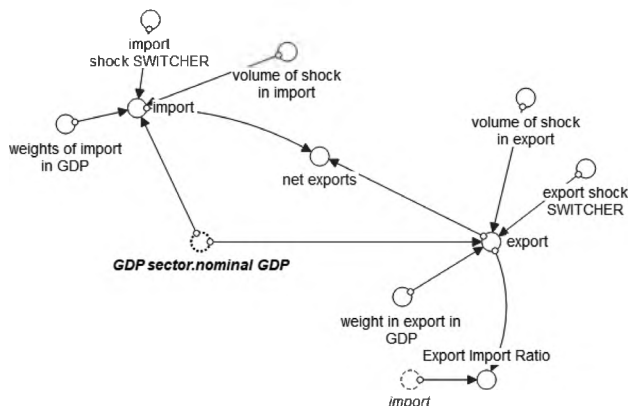 import
shock SWITCHER
volume of shock
in import
import
weights of import
in GDP
net exports
volume of shock
in export
export shock
SWITCHER
export
GDP sector.nominal GDP
weight in export in
GDP
Export Import Ratio
import